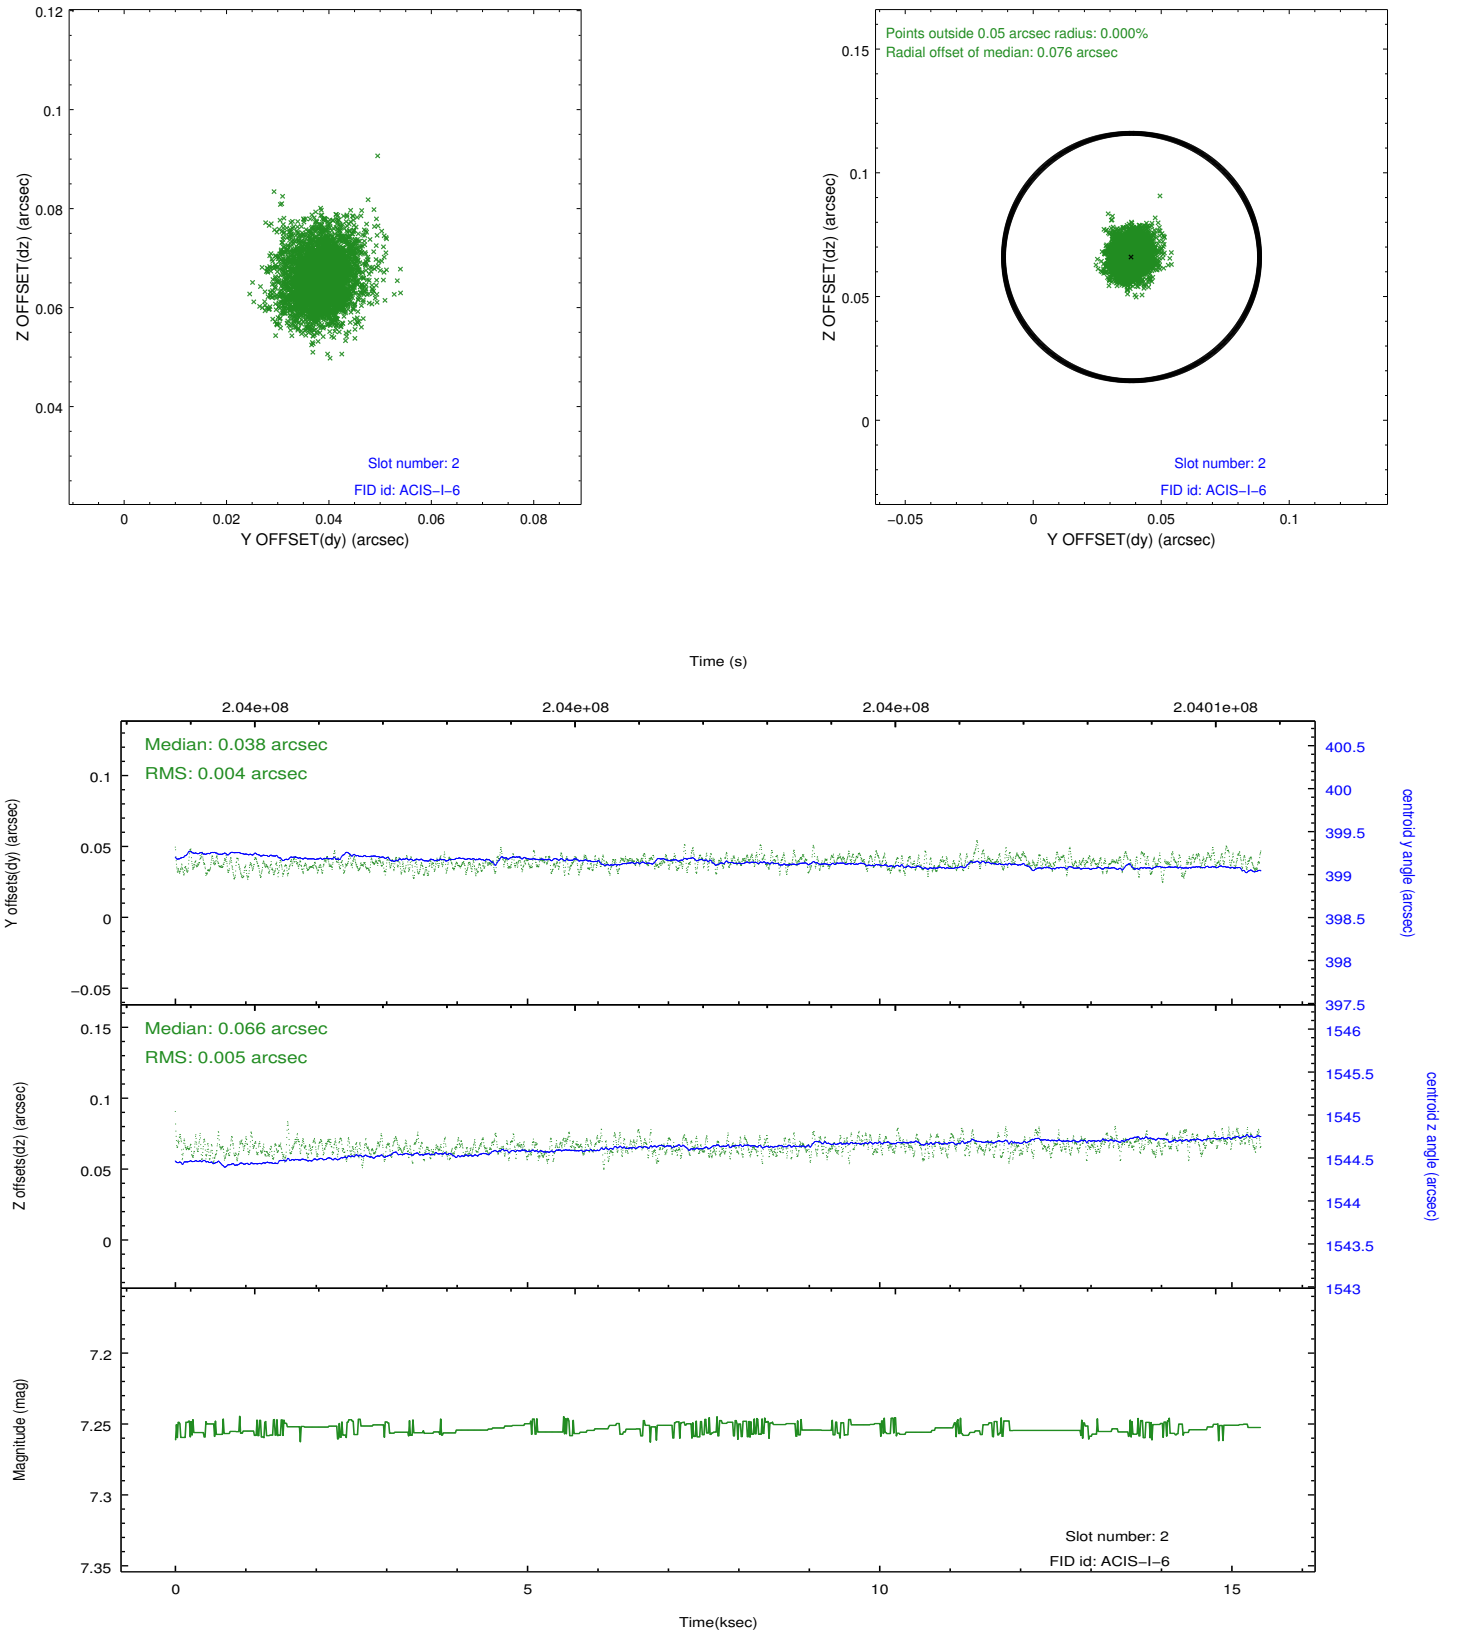 0.12
0.1
0.08
0.06
0.04
Z OFFSET(dz) (arcsec)
Slot number: 2
FID id: ACIS−I−6
0 0.02 0.04 0.06 0.08
Y OFFSET(dy) (arcsec)
Points outside 0.05 arcsec radius: 0.000%
Radial offset of median: 0.076 arcsec
0.15
0.1
0.05
0
Z OFFSET(dz) (arcsec)
Slot number: 2
FID id: ACIS−I−6
−0.05 0 0.05 0.1
Y OFFSET(dy) (arcsec)
Time (s)
2.04e+08 2.04e+08 2.04e+08 2.0401e+08
Median: 0.038 arcsec
RMS: 0.004 arcsec
0.1
0.05
0
−0.05
Y offsets(dy) (arcsec)
400.5
400
399.5
399
398.5
398
397.5
centroid y angle (arcsec)
Median: 0.066 arcsec
RMS: 0.005 arcsec
0.15
0.1
0.05
0
Z offsets(dz) (arcsec)
1546
1545.5
1545
1544.5
1544
1543.5
1543
centroid z angle (arcsec)
7.2
7.25
7.3
7.35
Magnitude (mag)
Slot number: 2
FID id: ACIS−I−6
0 5 10 15
Time(ksec)